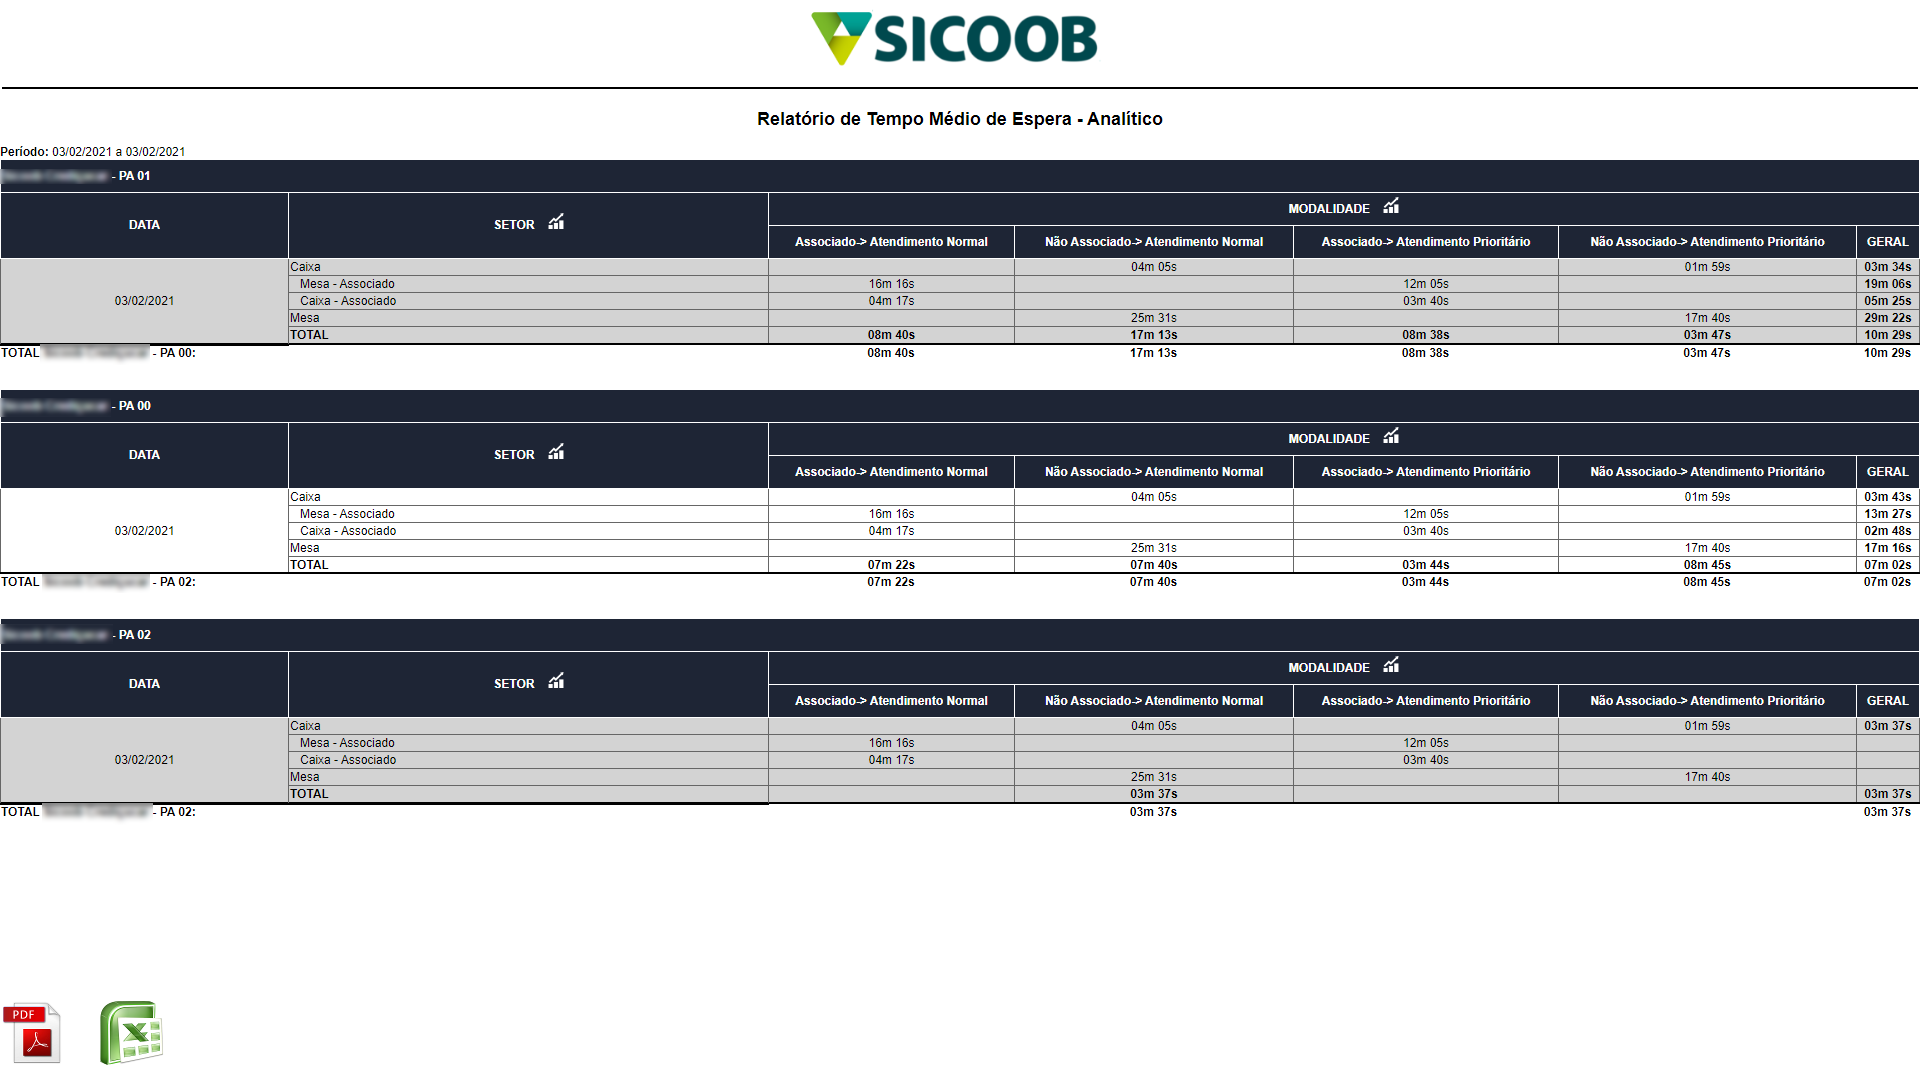 SICOOB
Relatório de Tempo Médio de Espera - Analítico
Período: 03/02/2021 a 03/02/2021
- PA 01
DATA SETOR MODALIDADE
Associado-> Atendimento Normal Não Associado-> Atendimento Normal Associado-> Atendimento Prioritário Não Associado-> Atendimento Prioritário GERAL
Caixa 04m 05s 01m 59s 03m 34s
Mesa - Associado 16m 16s 12m 05s 19m 06s
03/02/2021 Caixa - Associado 04m 17s 03m 40s 05m 25s
Mesa 25m 31s 17m 40s 29m 22s
TOTAL 08m 40s 17m 13s 08m 38s 03m 47s 10m 29s
TOTAL - PA 00: 08m 40s 17m 13s 08m 38s 03m 47s 10m 29s
- PA 00
DATA SETOR MODALIDADE
Associado-> Atendimento Normal Não Associado-> Atendimento Normal Associado-> Atendimento Prioritário Não Associado-> Atendimento Prioritário GERAL
Caixa 04m 05s 01m 59s 03m 43s
Mesa - Associado 16m 16s 12m 05s 13m 27s
03/02/2021 Caixa - Associado 04m 17s 03m 40s 02m 48s
Mesa 25m 31s 17m 40s 17m 16s
TOTAL 07m 22s 07m 40s 03m 44s 08m 45s 07m 02s
TOTAL - PA 02: 07m 22s 07m 40s 03m 44s 08m 45s 07m 02s
- PA 02
DATA SETOR MODALIDADE
Associado-> Atendimento Normal Não Associado-> Atendimento Normal Associado-> Atendimento Prioritário Não Associado-> Atendimento Prioritário GERAL
Caixa 04m 05s 01m 59s 03m 37s
Mesa - Associado 16m 16s 12m 05s
03/02/2021 Caixa - Associado 04m 17s 03m 40s
Mesa 25m 31s 17m 40s
TOTAL 03m 37s 03m 37s
TOTAL - PA 02: 03m 37s 03m 37s
PDF